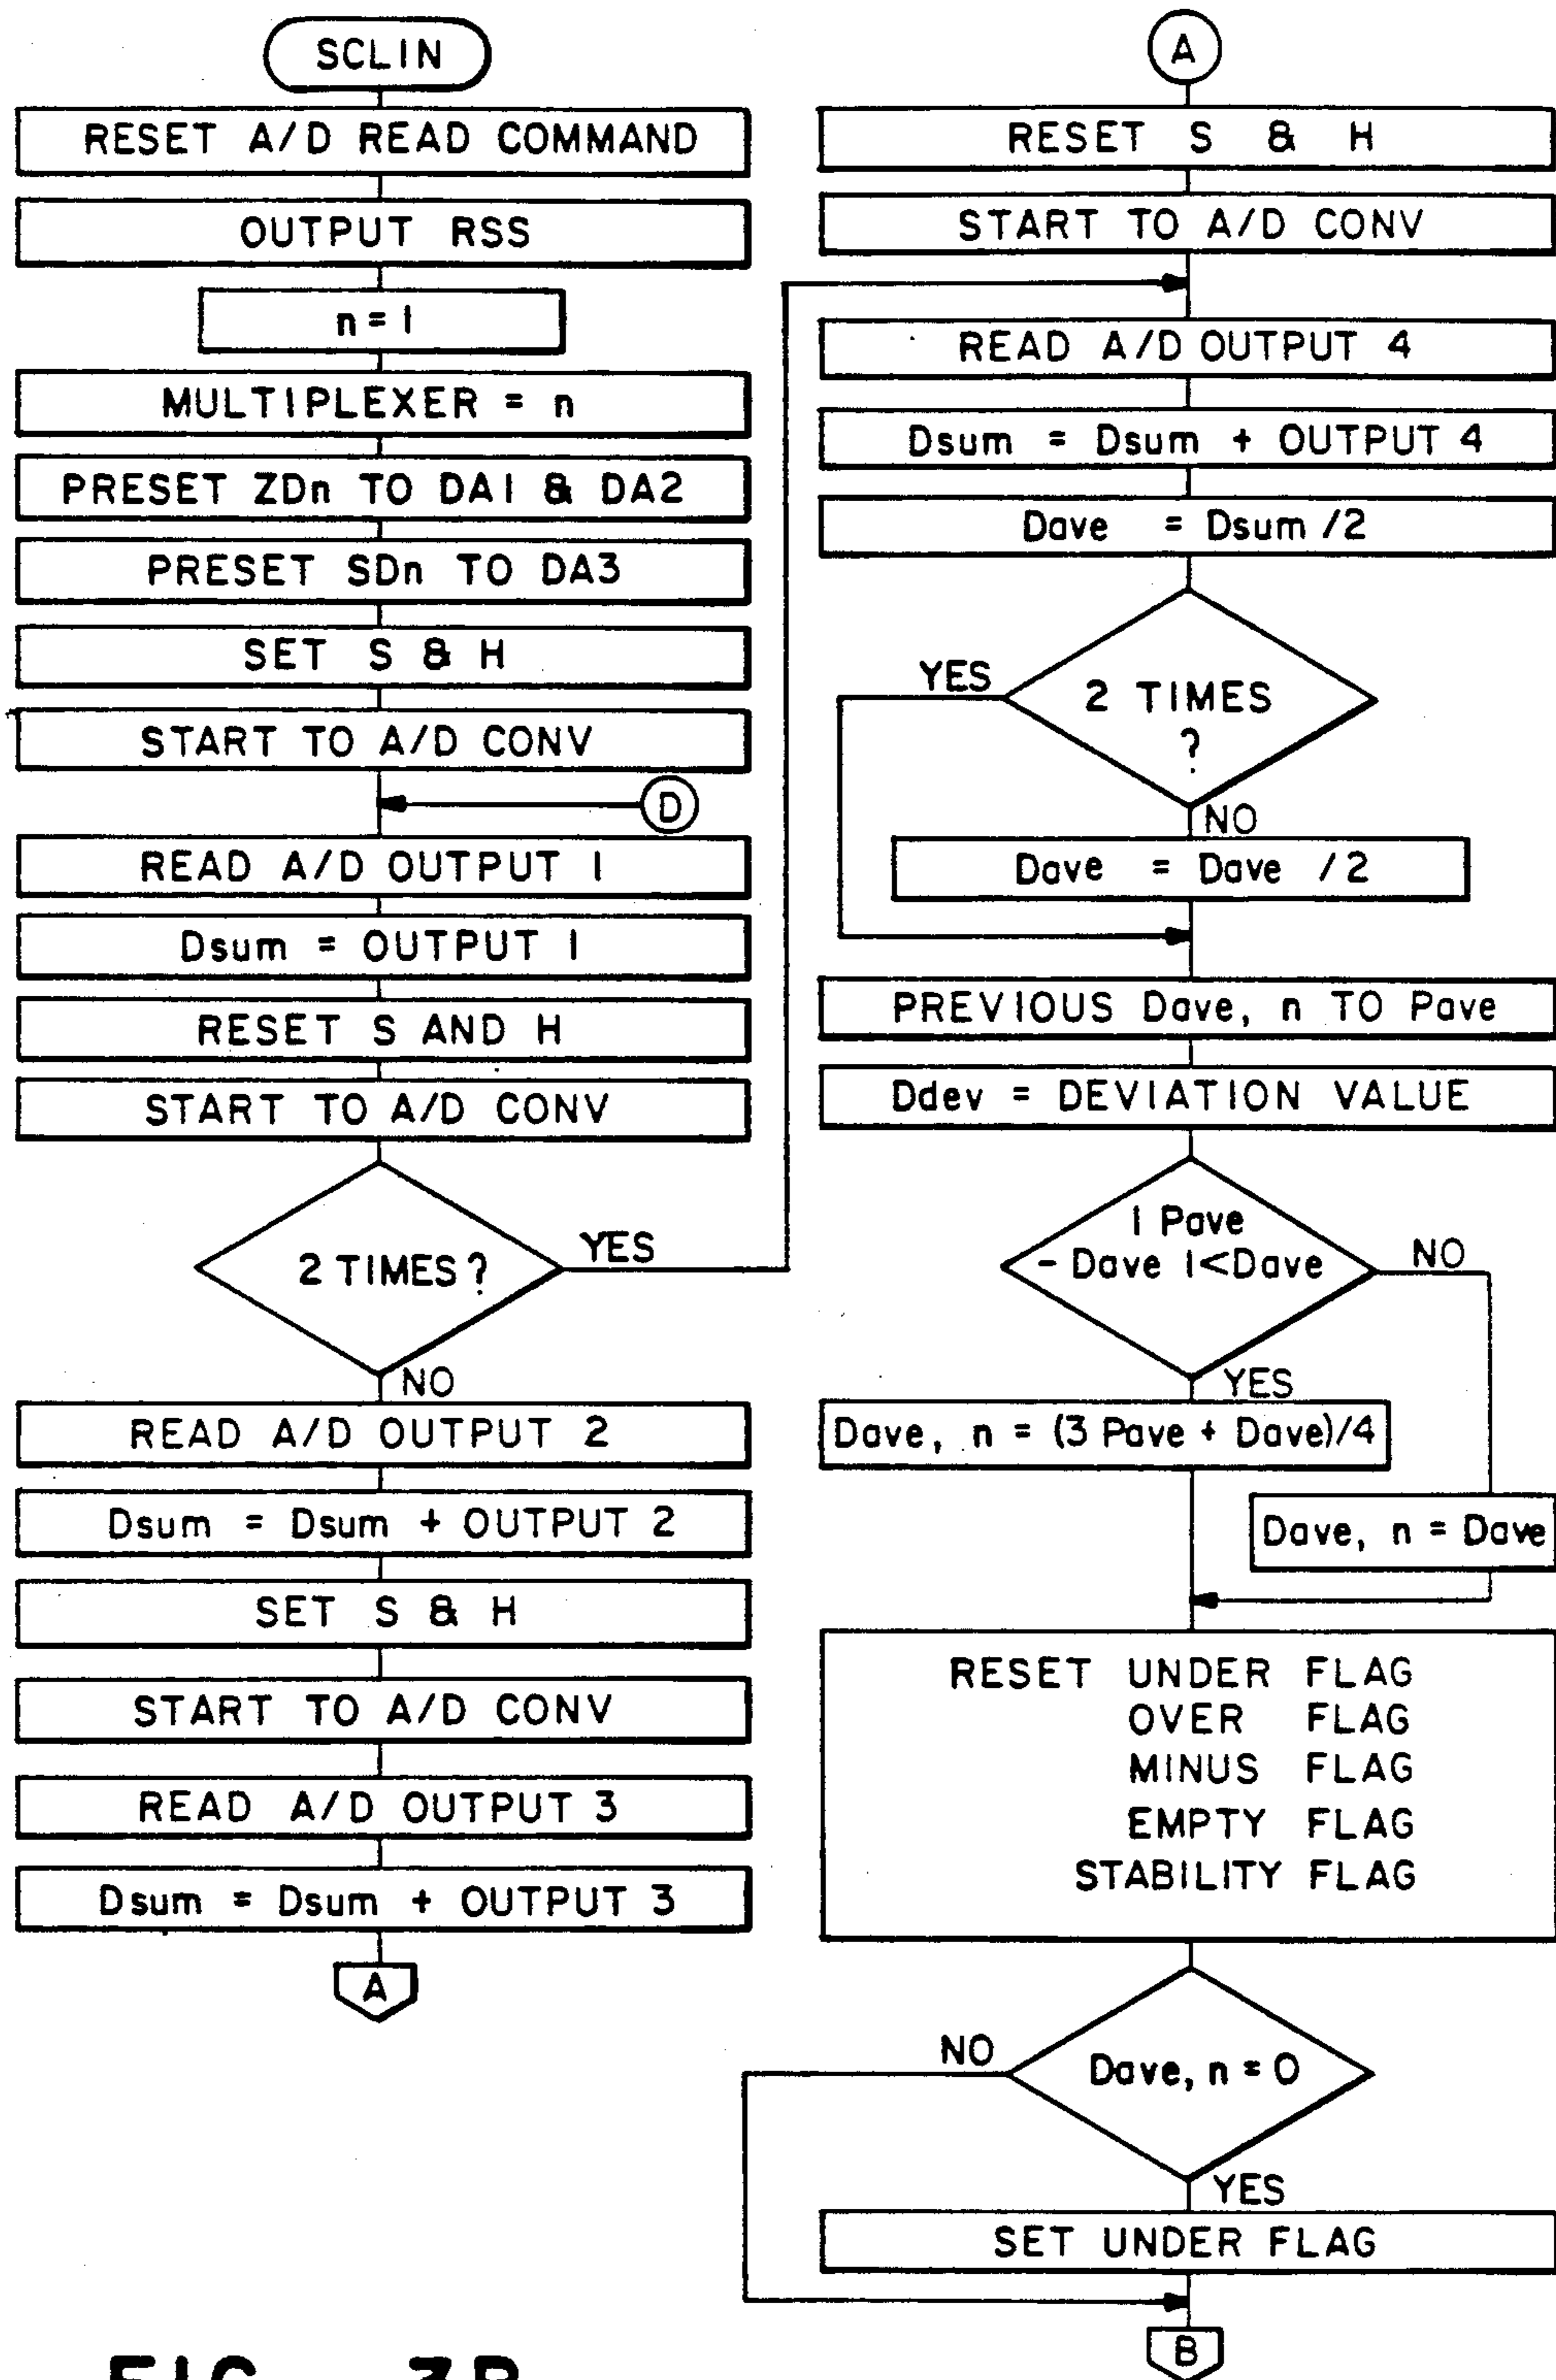 SCLIN
RESET A/D READ COMMAND
OUTPUT RSS
n = 1
MULTIPLEXER = n
PRESET ZDn TO DA1 & DA2
PRESET SDn TO DA3
SET S & H
START TO A/D CONV
D
READ A/D OUTPUT 1
Dsum = OUTPUT 1
RESET S AND H
START TO A/D CONV
2 TIMES ?
YES
NO
READ A/D OUTPUT 2
Dsum = Dsum + OUTPUT 2
SET S & H
START TO A/D CONV
READ A/D OUTPUT 3
Dsum = Dsum + OUTPUT 3
A
A
RESET S & H
START TO A/D CONV
READ A/D OUTPUT 4
Dsum = Dsum + OUTPUT 4
Dave = Dsum /2
YES
2 TIMES
?
NO
Dave = Dave /2
PREVIOUS Dave, n TO Pave
Ddev = DEVIATION VALUE
| Pave
- Dave |<Dave
NO
YES
Dave, n = (3 Pave + Dave)/4
Dave, n = Dave
RESET UNDER FLAG
OVER FLAG
MINUS FLAG
EMPTY FLAG
STABILITY FLAG
NO
Dave, n = 0
YES
SET UNDER FLAG
B
FIG. 3B